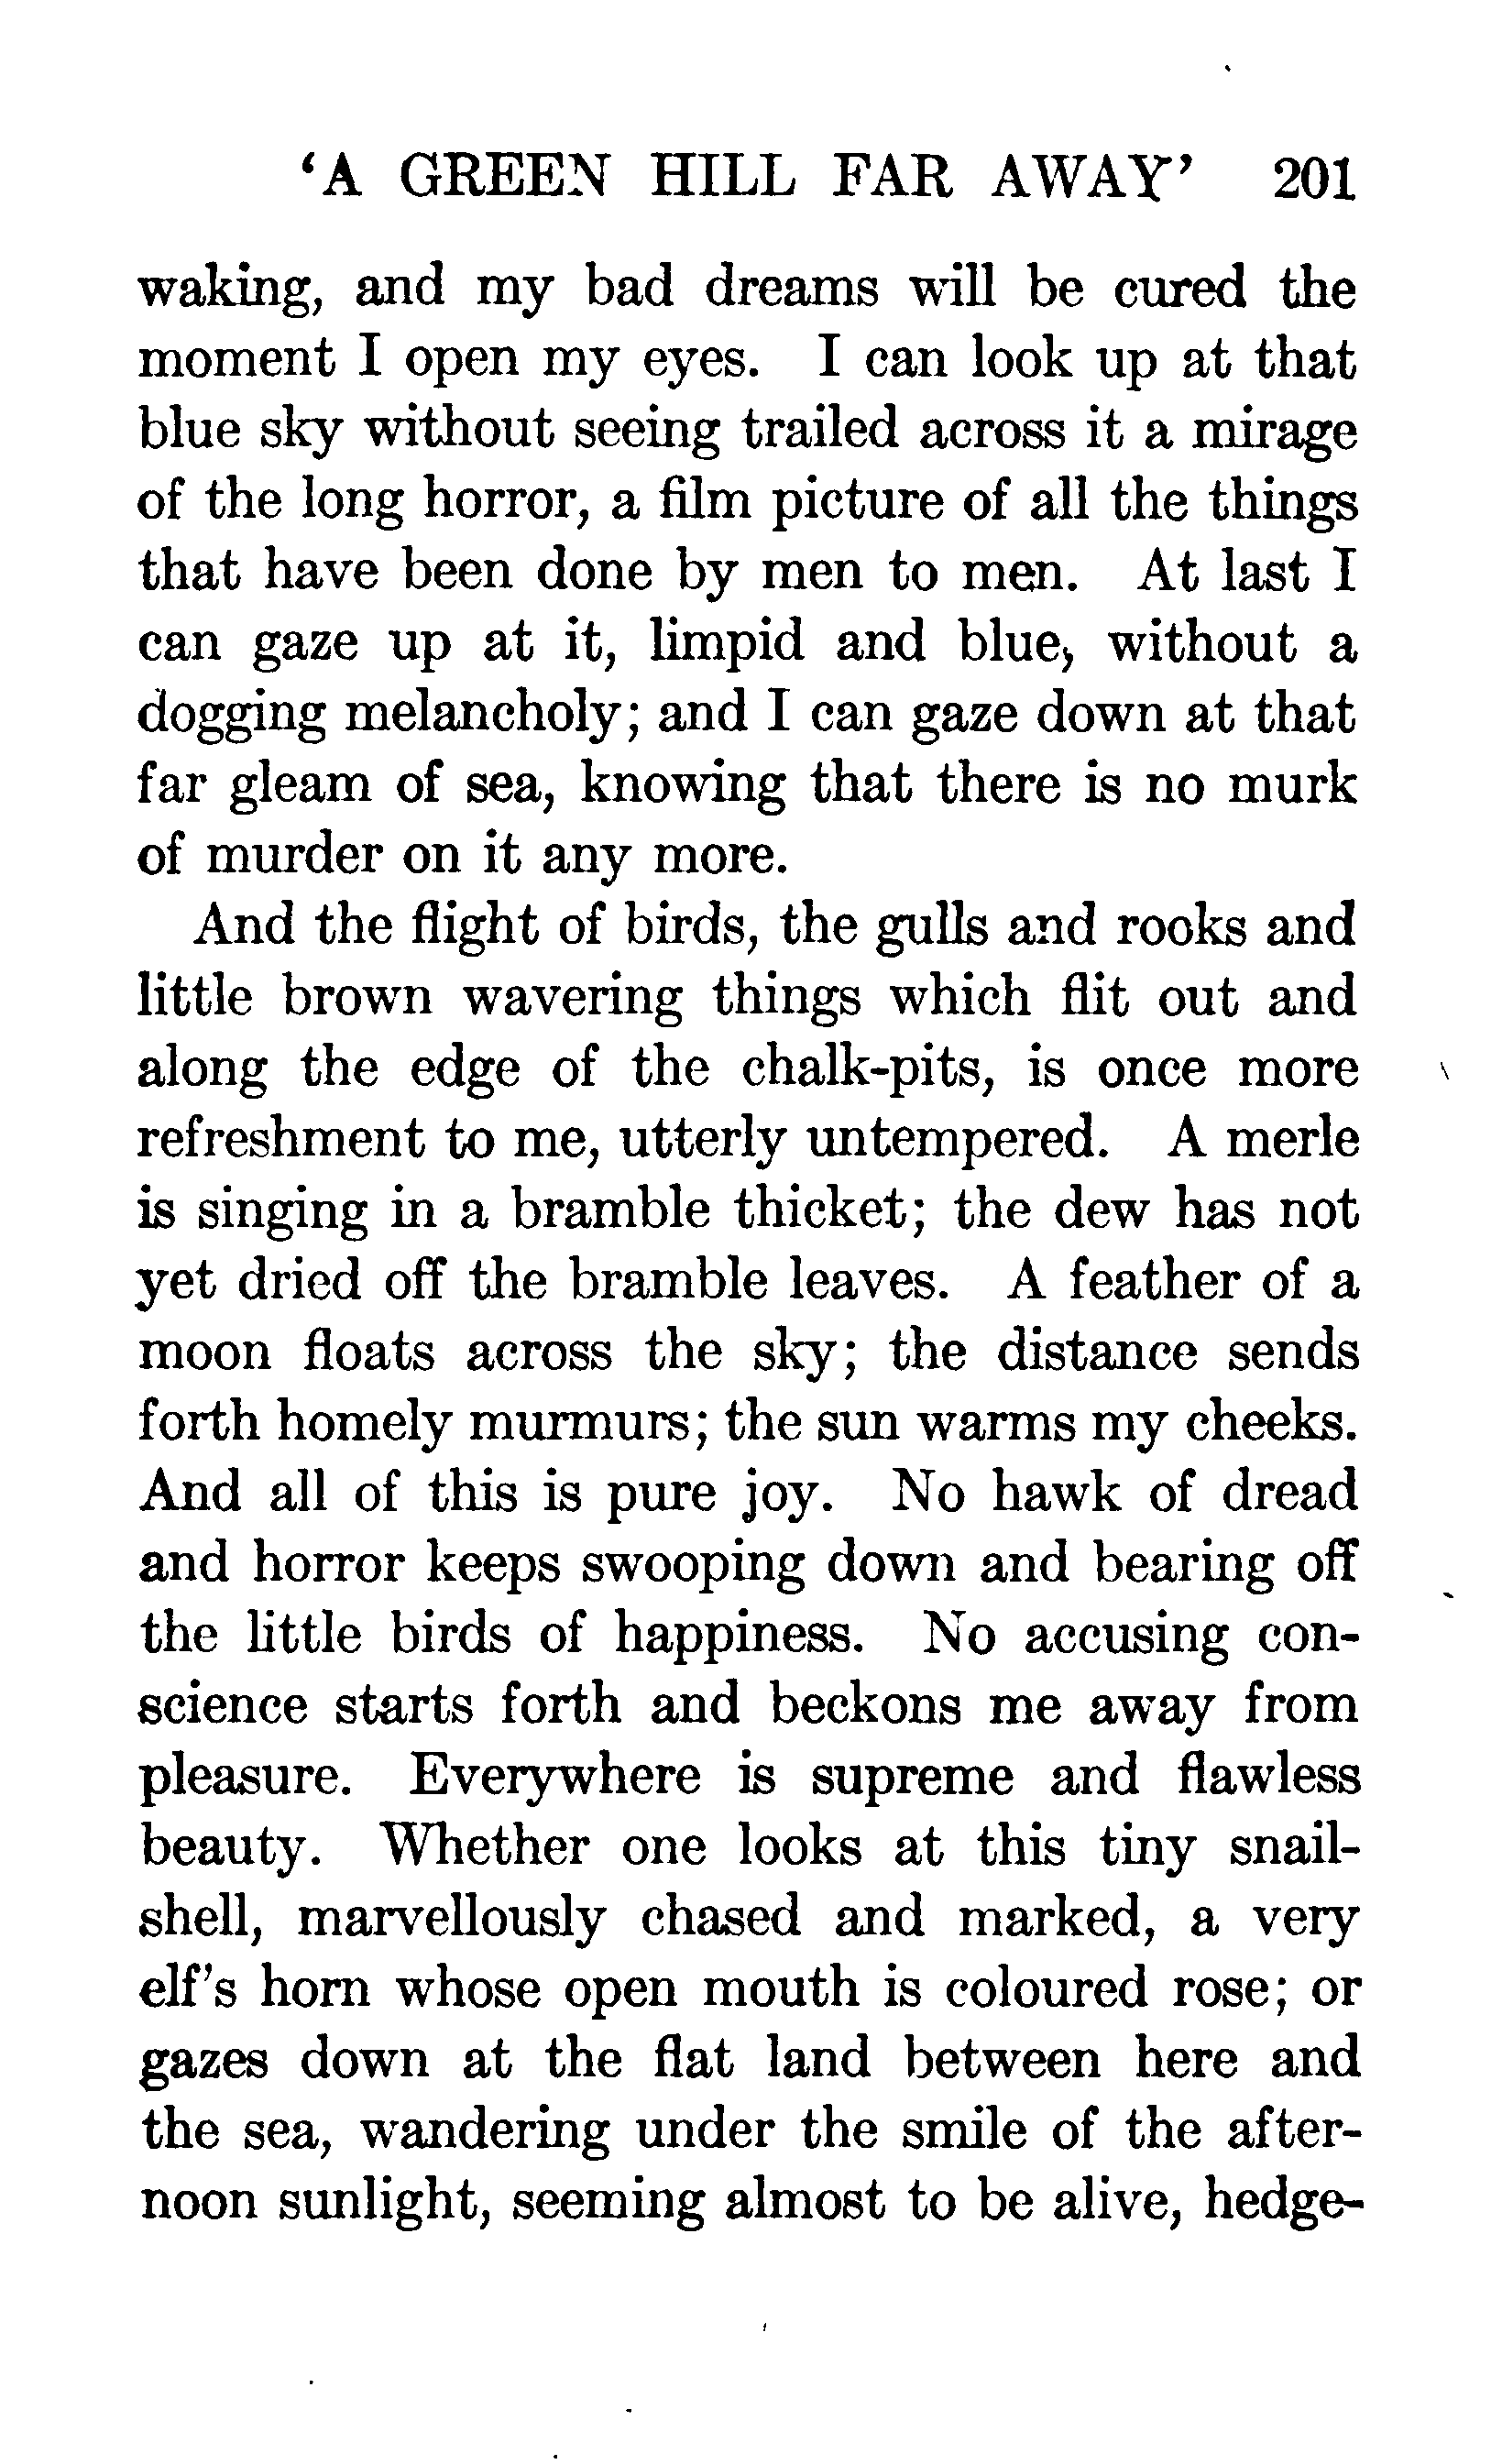 ‘A GREEN HILL FAR AWAY’ 201
waking, and my bad dreams will be cured the
moment I open my eyes. I can look up at that
blue sky without seeing trailed across it a mirage
of the long horror, a film picture of all the things
that have been done by men to men. At last I
can gaze up at it, limpid and blue, without a
dogging melancholy; and I can gaze down at that
far gleam of sea, knowing that there is no murk
of murder on it any more.
And the flight of birds, the gulls and rooks and
little brown wavering things which flit out and
along the edge of the chalk-pits, is once more
refreshment to me, utterly untempered. A merle
is singing in a bramble thicket; the dew has not
yet dried off the bramble leaves. A feather of a
moon floats across the sky; the distance sends
forth homely murmurs; the sun warms my cheeks.
And all of this is pure joy. No hawk of dread
and horror keeps swooping down and bearing off
the little birds of happiness. No accusing con-
science starts forth and beckons me away from
pleasure. Everywhere is supreme and flawless
beauty. Whether one looks at this tiny snail-
shell, marvellously chased and marked, a very
elf's horn whose open mouth is coloured rose; or
gazes down at the flat land between here and
the sea, wandering under the smile of the after-
noon sunlight, seeming almost to be alive, hedge-